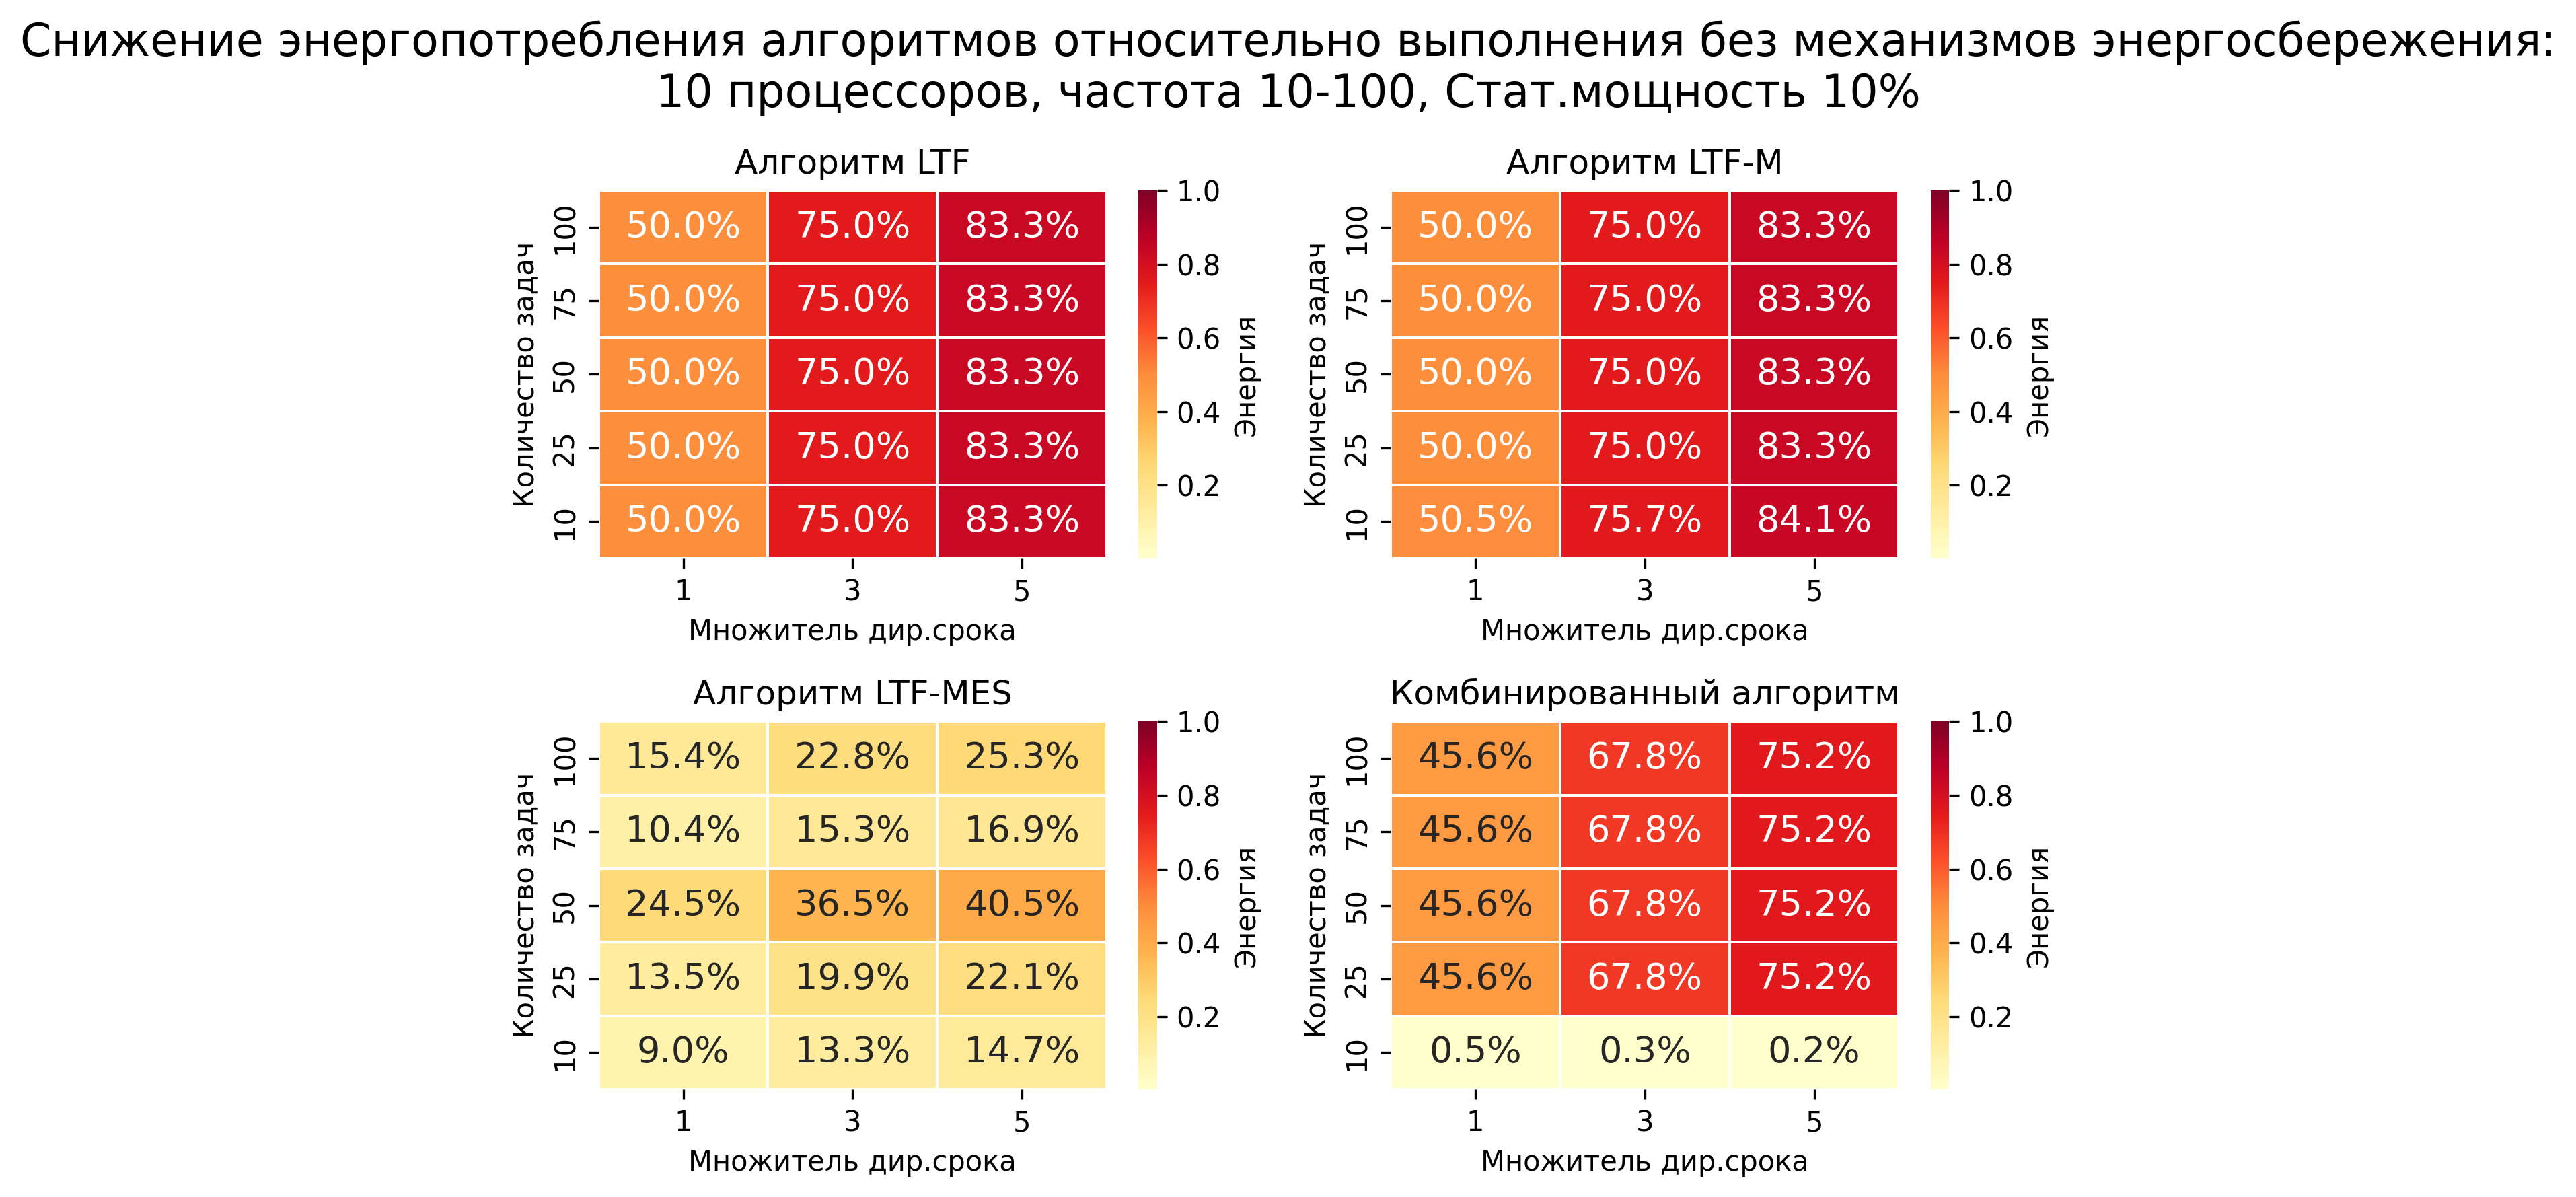 Снижение энергопотребления алгоритмов относительно выполнения без механизмов энергосбережения:
10 процессоров, частота 10-100, Стат.мощность 10%
Алгоритм LTF
Количество задач
100
50.0% 75.0% 83.3%
75
50.0% 75.0% 83.3%
50
50.0% 75.0% 83.3%
25
50.0% 75.0% 83.3%
10
50.0% 75.0% 83.3%
1 3 5
Множитель дир.срока
1.0
0.8
0.6
0.4
0.2
Энергия
Алгоритм LTF-M
Количество задач
100
50.0% 75.0% 83.3%
75
50.0% 75.0% 83.3%
50
50.0% 75.0% 83.3%
25
50.0% 75.0% 83.3%
10
50.5% 75.7% 84.1%
1 3 5
Множитель дир.срока
1.0
0.8
0.6
0.4
0.2
Энергия
Алгоритм LTF-MES
Количество задач
100
15.4% 22.8% 25.3%
75
10.4% 15.3% 16.9%
50
24.5% 36.5% 40.5%
25
13.5% 19.9% 22.1%
10
9.0% 13.3% 14.7%
1 3 5
Множитель дир.срока
1.0
0.8
0.6
0.4
0.2
Энергия
Комбинированный алгоритм
Количество задач
100
45.6% 67.8% 75.2%
75
45.6% 67.8% 75.2%
50
45.6% 67.8% 75.2%
25
45.6% 67.8% 75.2%
10
0.5% 0.3% 0.2%
1 3 5
Множитель дир.срока
1.0
0.8
0.6
0.4
0.2
Энергия